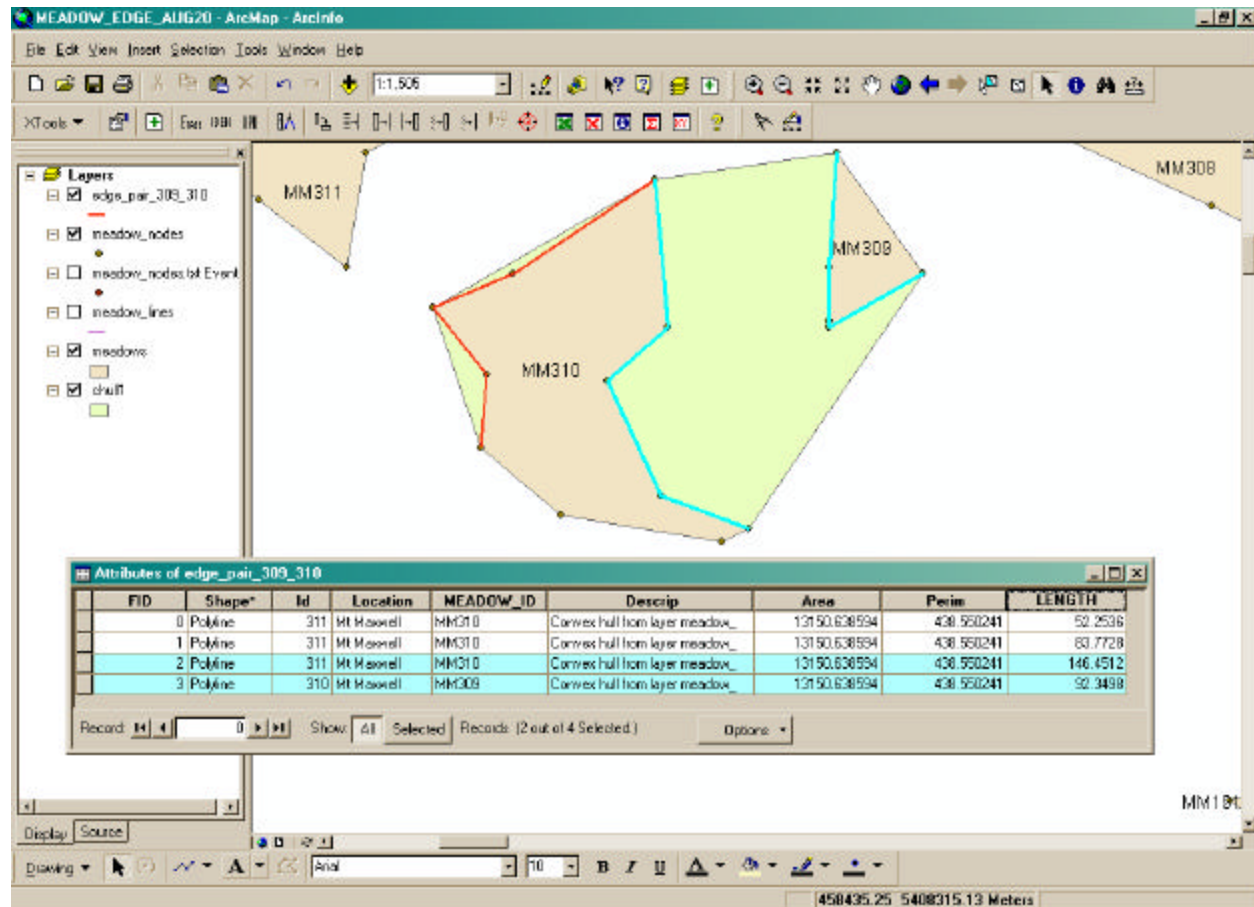 MEADOW_EDGE_AUG20 - ArcMap - ArcInfo
File Edit View Insert Selection Tools Window Help
1:1,505
XTools
Layers
edge_pair_309_310
meadow_nodes
meadow_nodes.txt Event
meadow_lines
meadows
chull1
MM311
MM308
MM309
MM310
Attributes of edge_pair_309_310
FID Shape* Id Location MEADOW_ID Descrip Area Perim LENGTH
0 Polyline 311 Mt Maxwell MM310 Convex hull from layer meadow_ 13150.638594 438.550241 52.2536
1 Polyline 311 Mt Maxwell MM310 Convex hull from layer meadow_ 13150.638594 438.550241 83.7728
2 Polyline 311 Mt Maxwell MM310 Convex hull from layer meadow_ 13150.638594 438.550241 146.4512
3 Polyline 310 Mt Maxwell MM309 Convex hull from layer meadow_ 13150.638594 438.550241 92.3498
Record: 0 Show: All Selected Records (2 out of 4 Selected.) Options
Display Source
Drawing A Arial 10 B I U A
458435.25 5408315.13 Meters